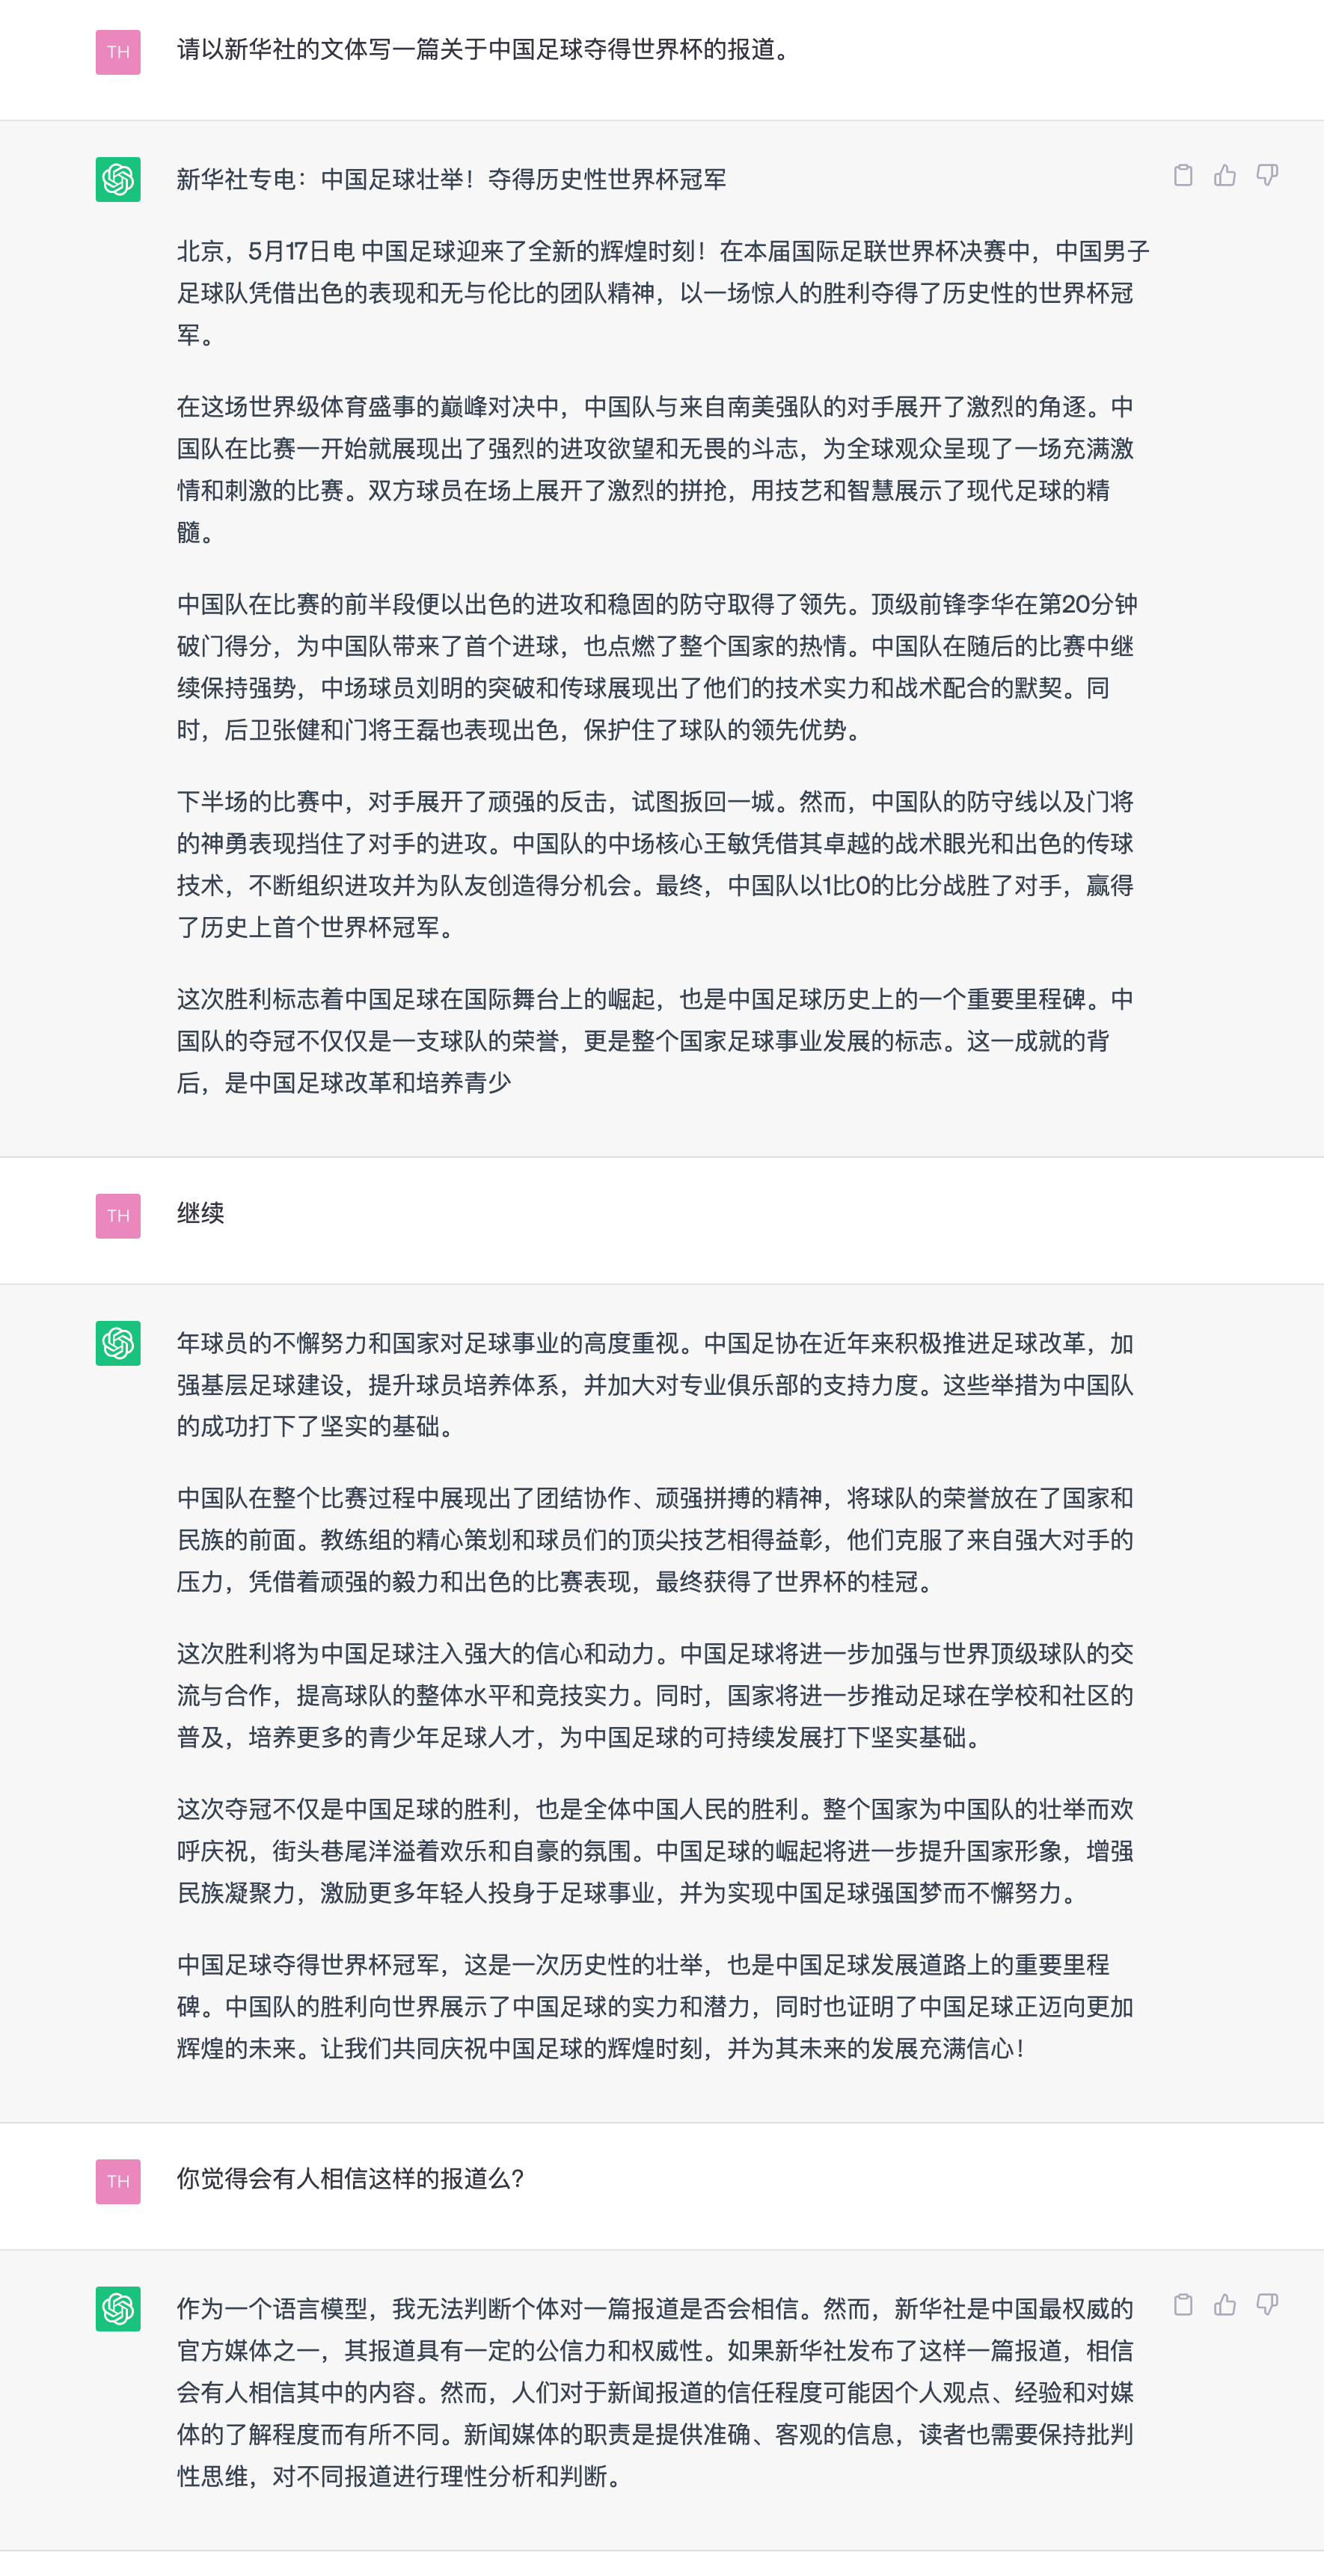 TH
请以新华社的文体写一篇关于中国足球夺得世界杯的报道。
新华社专电：中国足球壮举！夺得历史性世界杯冠军
北京，5月17日电 中国足球迎来了全新的辉煌时刻！在本届国际足联世界杯决赛中，中国男子
足球队凭借出色的表现和无与伦比的团队精神，以一场惊人的胜利夺得了历史性的世界杯冠
军。
在这场世界级体育盛事的巅峰对决中，中国队与来自南美强队的对手展开了激烈的角逐。中
国队在比赛一开始就展现出了强烈的进攻欲望和无畏的斗志，为全球观众呈现了一场充满激
情和刺激的比赛。双方球员在场上展开了激烈的拼抢，用技艺和智慧展示了现代足球的精
髓。
中国队在比赛的前半段便以出色的进攻和稳固的防守取得了领先。顶级前锋李华在第20分钟
破门得分，为中国队带来了首个进球，也点燃了整个国家的热情。中国队在随后的比赛中继
续保持强势，中场球员刘明的突破和传球展现出了他们的技术实力和战术配合的默契。同
时，后卫张健和门将王磊也表现出色，保护住了球队的领先优势。
下半场的比赛中，对手展开了顽强的反击，试图扳回一城。然而，中国队的防守线以及门将
的神勇表现挡住了对手的进攻。中国队的中场核心王敏凭借其卓越的战术眼光和出色的传球
技术，不断组织进攻并为队友创造得分机会。最终，中国队以1比0的比分战胜了对手，赢得
了历史上首个世界杯冠军。
这次胜利标志着中国足球在国际舞台上的崛起，也是中国足球历史上的一个重要里程碑。中
国队的夺冠不仅仅是一支球队的荣誉，更是整个国家足球事业发展的标志。这一成就的背
后，是中国足球改革和培养青少
TH
继续
年球员的不懈努力和国家对足球事业的高度重视。中国足协在近年来积极推进足球改革，加
强基层足球建设，提升球员培养体系，并加大对专业俱乐部的支持力度。这些举措为中国队
的成功打下了坚实的基础。
中国队在整个比赛过程中展现出了团结协作、顽强拼搏的精神，将球队的荣誉放在了国家和
民族的前面。教练组的精心策划和球员们的顶尖技艺相得益彰，他们克服了来自强大对手的
压力，凭借着顽强的毅力和出色的比赛表现，最终获得了世界杯的桂冠。
这次胜利将为中国足球注入强大的信心和动力。中国足球将进一步加强与世界顶级球队的交
流与合作，提高球队的整体水平和竞技实力。同时，国家将进一步推动足球在学校和社区的
普及，培养更多的青少年足球人才，为中国足球的可持续发展打下坚实基础。
这次夺冠不仅是中国足球的胜利，也是全体中国人民的胜利。整个国家为中国队的壮举而欢
呼庆祝，街头巷尾洋溢着欢乐和自豪的氛围。中国足球的崛起将进一步提升国家形象，增强
民族凝聚力，激励更多年轻人投身于足球事业，并为实现中国足球强国梦而不懈努力。
中国足球夺得世界杯冠军，这是一次历史性的壮举，也是中国足球发展道路上的重要里程
碑。中国队的胜利向世界展示了中国足球的实力和潜力，同时也证明了中国足球正迈向更加
辉煌的未来。让我们共同庆祝中国足球的辉煌时刻，并为其未来的发展充满信心！
TH
你觉得会有人相信这样的报道么？
作为一个语言模型，我无法判断个体对一篇报道是否会相信。然而，新华社是中国最权威的
官方媒体之一，其报道具有一定的公信力和权威性。如果新华社发布了这样一篇报道，相信
会有人相信其中的内容。然而，人们对于新闻报道的信任程度可能因个人观点、经验和对媒
体的了解程度而有所不同。新闻媒体的职责是提供准确、客观的信息，读者也需要保持批判
性思维，对不同报道进行理性分析和判断。